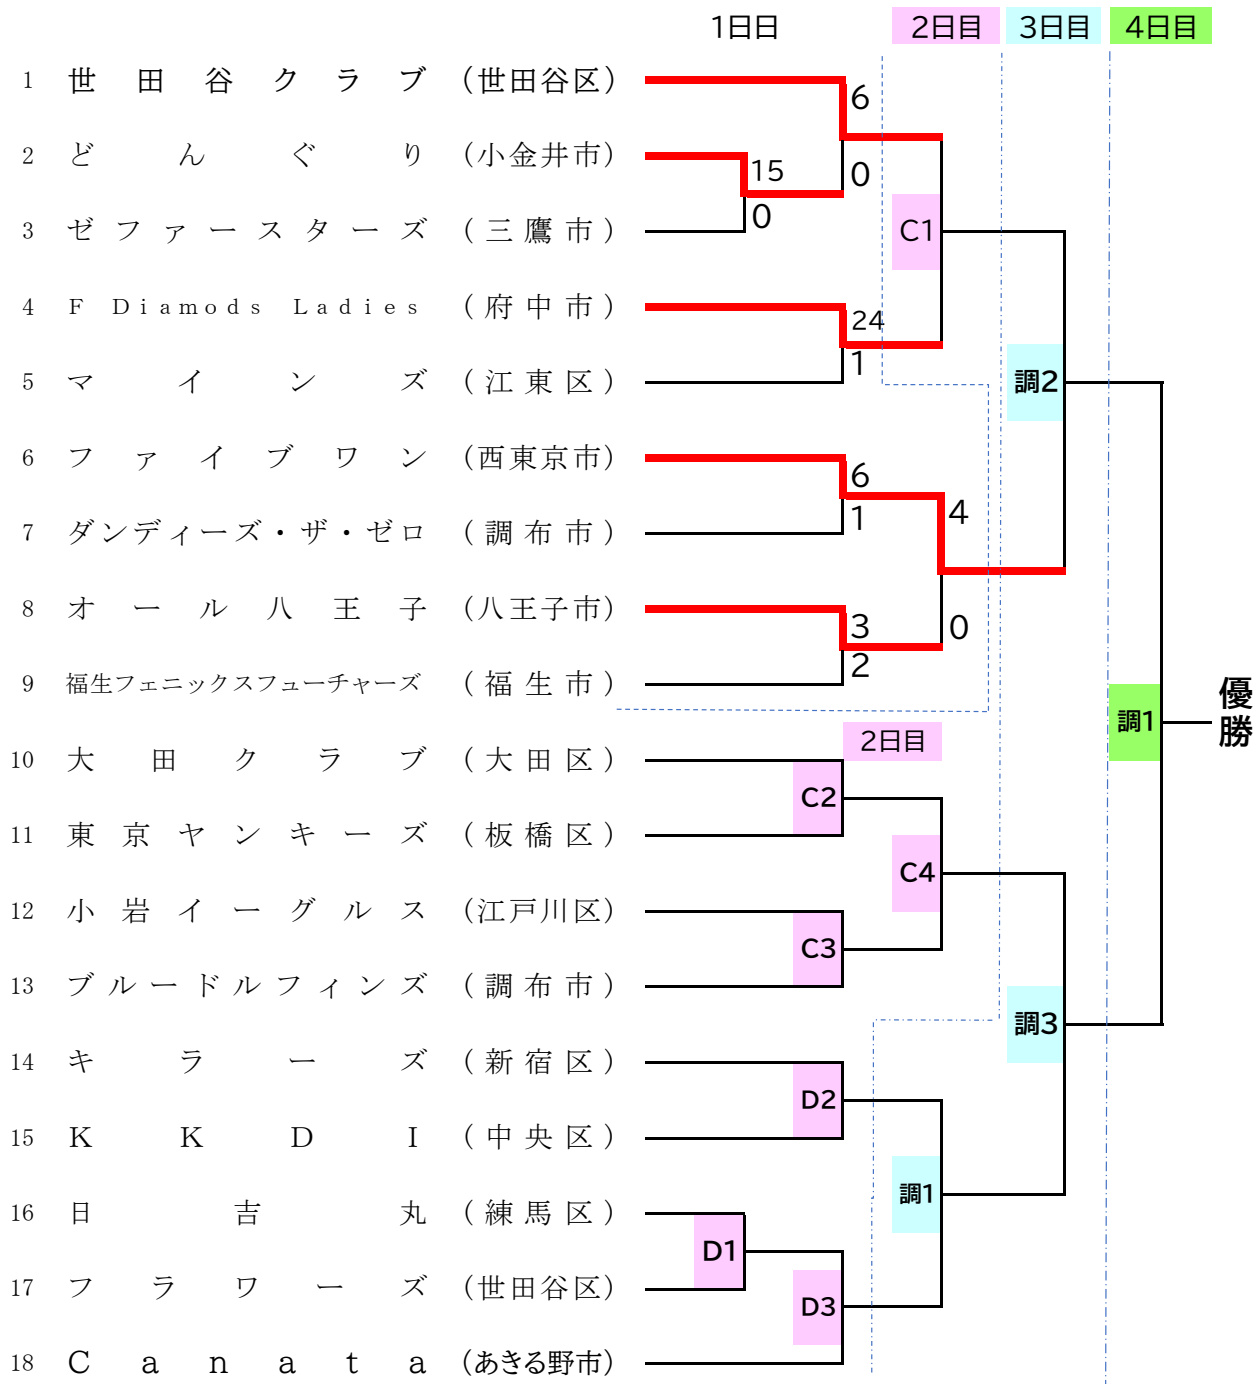 1日日 2日目 3日目 4日目
1 世田谷クラブ (世田谷区)
6
2 どんぐり (小金井市)
15
0
0
3 ゼファースターズ (三鷹市)
C1
4 F Diamods Ladies (府中市)
24
1
5 マインズ (江東区)
調2
6 ファイブワン (西東京市)
6
1
4
7 ダンディーズ・ザ・ゼロ (調布市)
8 オール八王子 (八王子市)
3
0
2
9 福生フェニックスフューチャーズ (福生市)
調1
優勝
2日目
10 大田クラブ (大田区)
C2
11 東京ヤンキーズ (板橋区)
C4
12 小岩イーグルス (江戸川区)
C3
13 ブルードルフィンズ (調布市)
調3
14 キラーズ (新宿区)
D2
15 KKDI (中央区)
調1
16 日吉丸 (練馬区)
D1
17 フラワーズ (世田谷区)
D3
18 Canata (あきる野市)